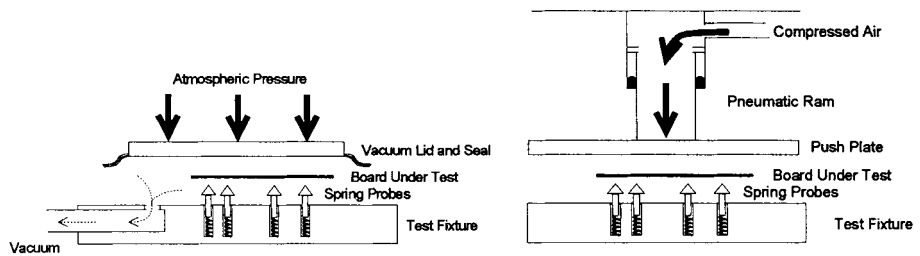 Atmospheric Pressure
Vacuum Lid and Seal
Board Under Test
Spring Probes
Test Fixture
Vacuum
Compressed Air
Pneumatic Ram
Push Plate
Board Under Test
Spring Probes
Test Fixture